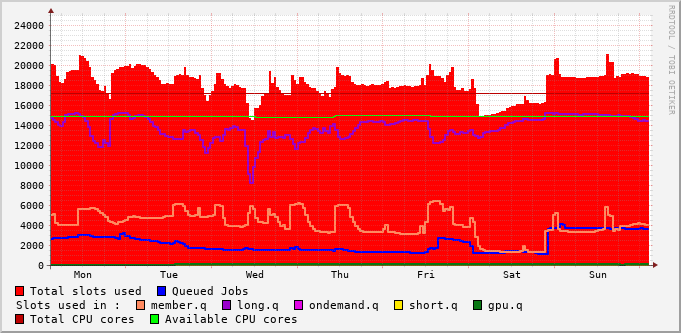 24000
22000
20000
18000
16000
14000
12000
10000
8000
6000
4000
2000
0
Mon Tue Wed Thu Fri Sat Sun
RRDTOOL / TOBI OETIKER
Total slots used Queued Jobs
Slots used in : member.q long.q ondemand.q short.q gpu.q
Total CPU cores Available CPU cores